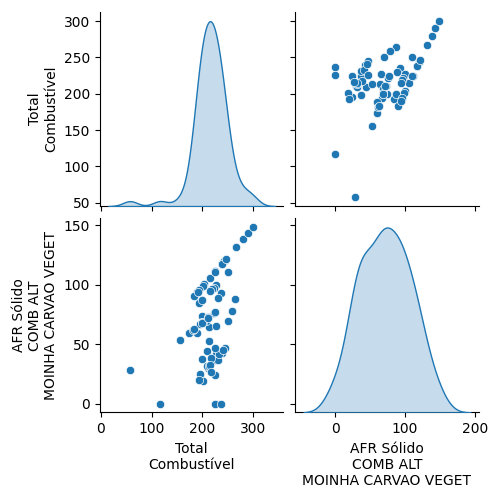 300
250
200
150
100
50
Total
Combustível
150
100
50
0
AFR Sólido
COMB ALT
MOINHA CARVAO VEGET
0
100
200
300
Total
Combustível
0
100
200
AFR Sólido
COMB ALT
MOINHA CARVAO VEGET